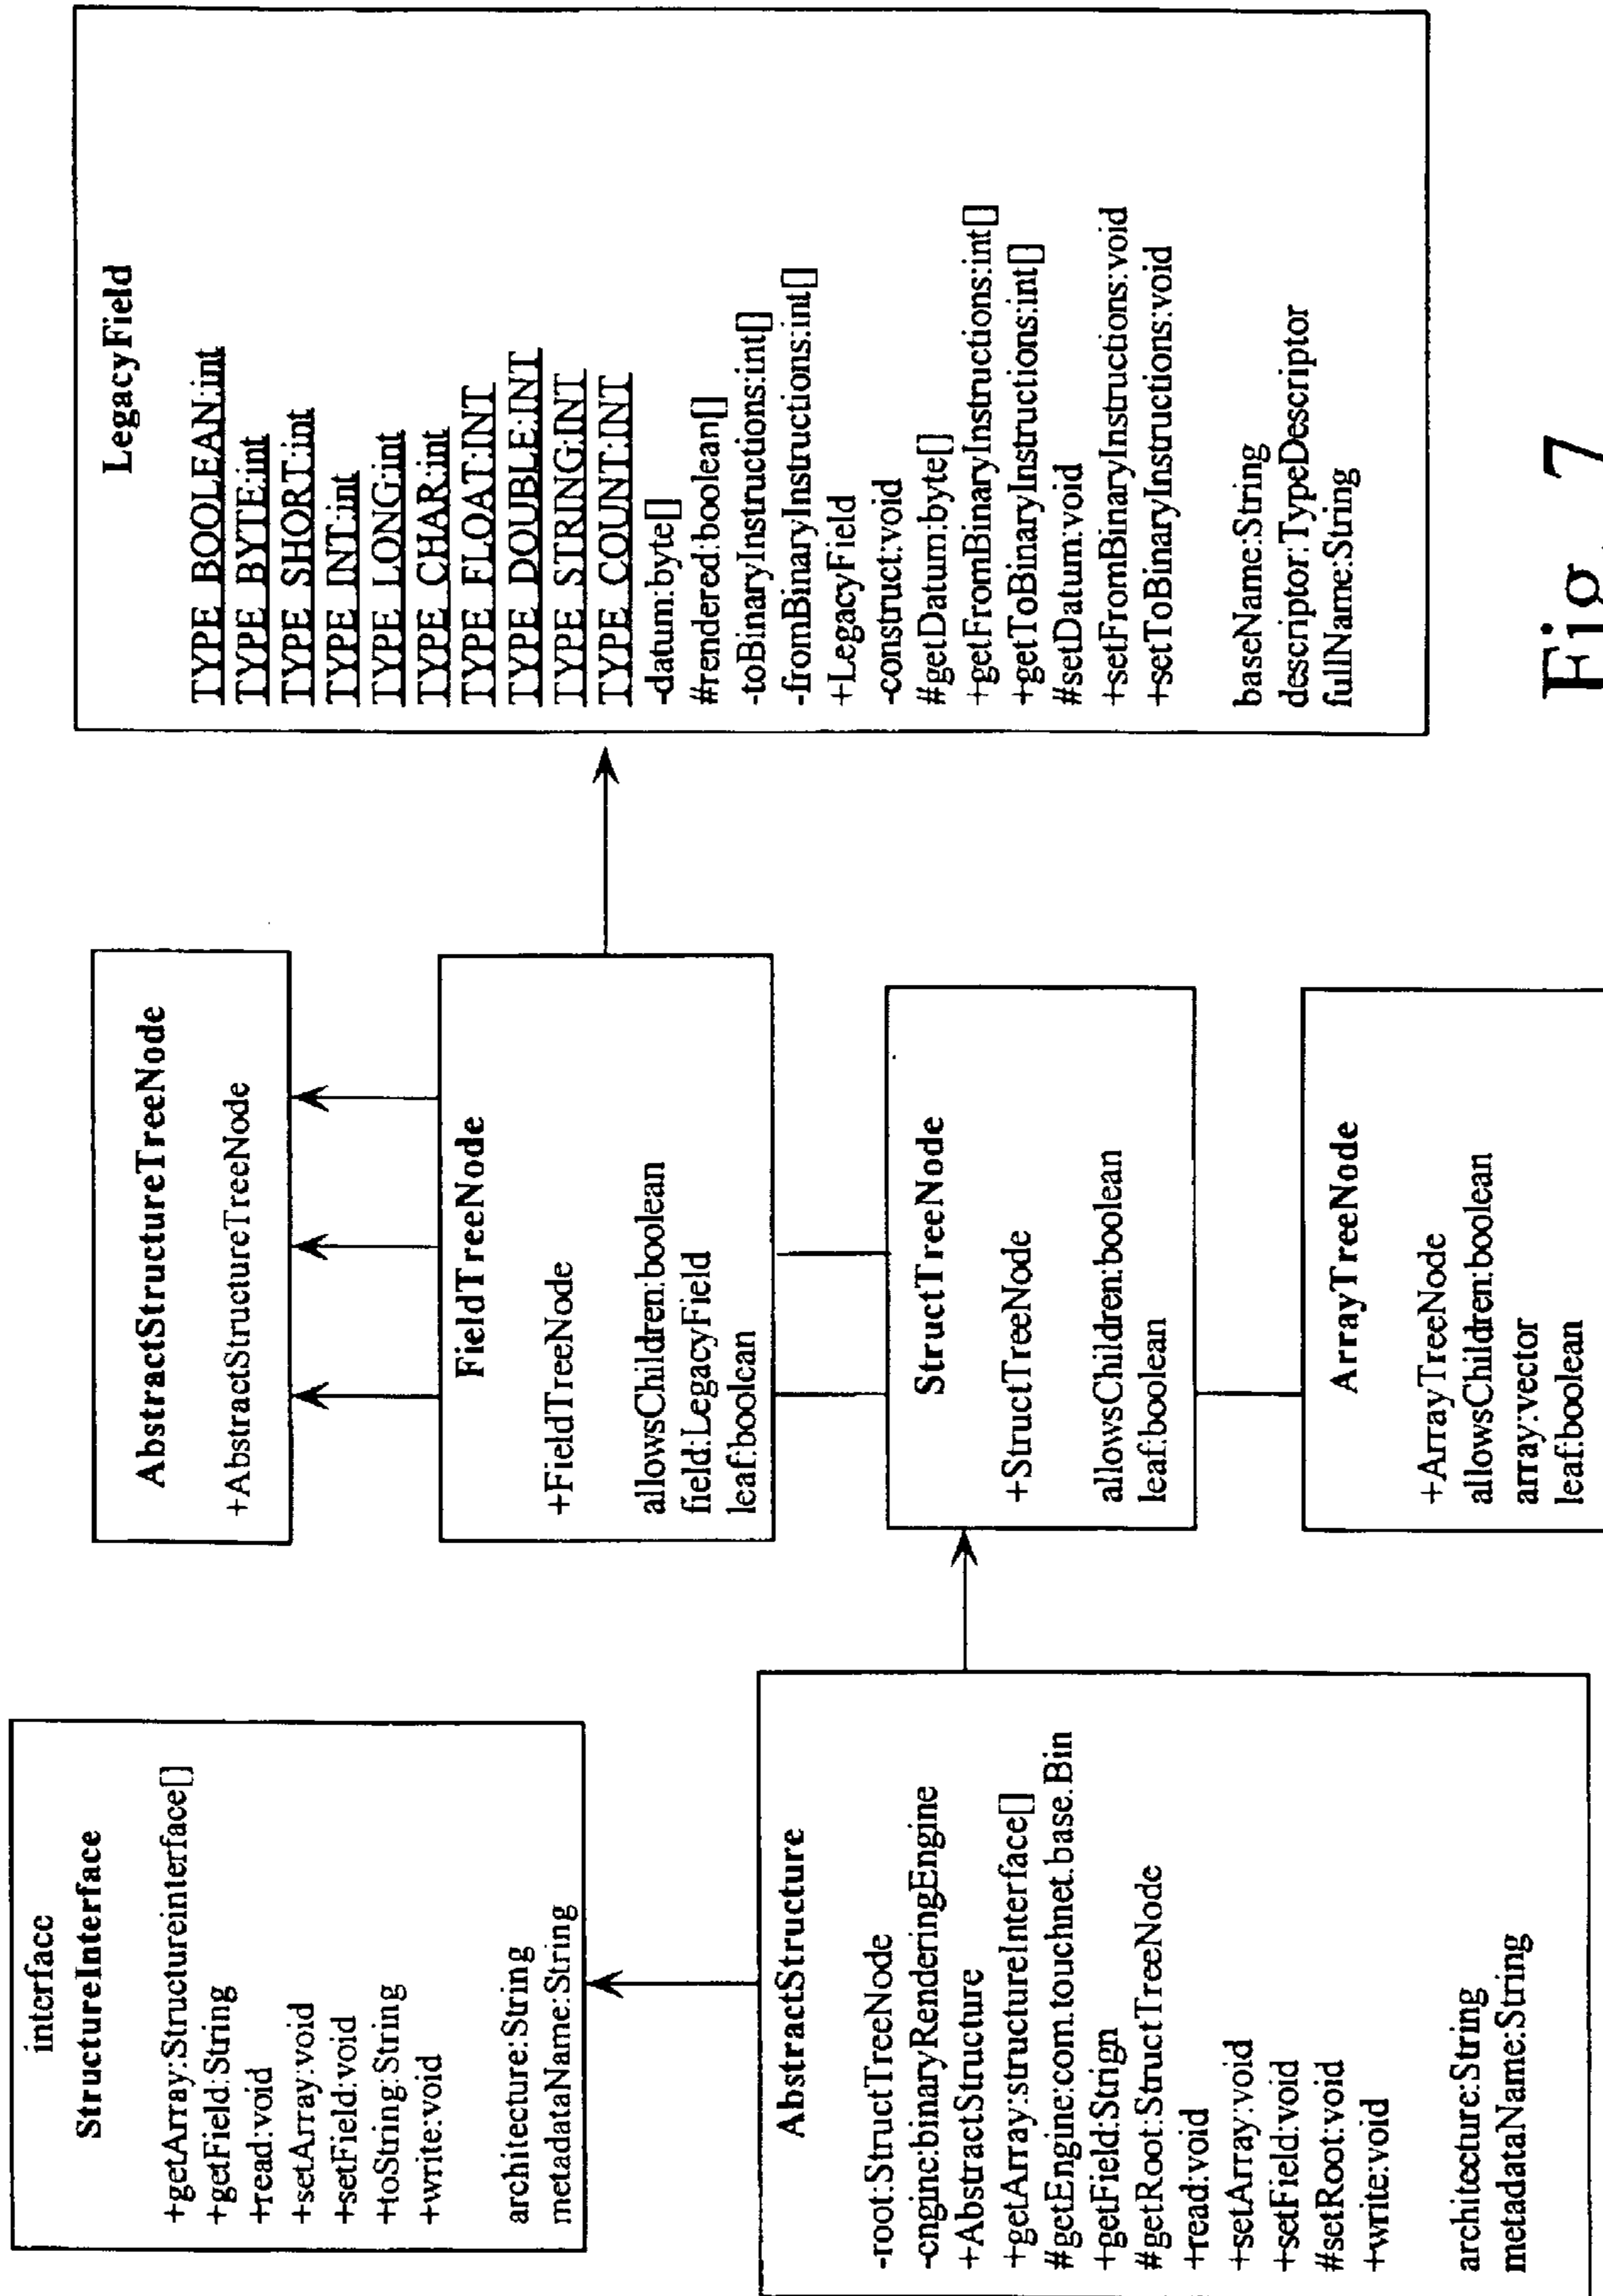 interface
StructureInterface
+getArray:Structureinterface[]
+getField:String
+read:void
+setArray:void
+setField:void
+toString:String
+write:void
architecture:String
metadataName:String
AbstractStructure
-root:StructTreeNode
-engine:binaryRenderingEngine
+AbstractStructure
+getArray:structureInterface[]
#getEngine:com.touchnet.base.Bin
+getField:Strign
#getRoot:StructTreeNode
+read:void
+setArray:void
+setField:void
#setRoot:void
+write:void
architecture:String
metadataName:String
AbstractStructureTreeNode
+AbstractStructureTreeNode
FieldTreeNode
+FieldTreeNode
allowsChildren:boolean
field:LegacyField
leaf:boolean
StructTreeNode
+StructTreeNode
allowsChildren:boolean
leaf:boolean
ArrayTreeNode
+ArrayTreeNode
allowsChildren:boolean
array:vector
leaf:boolean
LegacyField
TYPE_BOOLEAN:int
TYPE_BYTE:int
TYPE_SHORT:int
TYPE_INT:int
TYPE_LONG:int
TYPE_CHAR:int
TYPE_FLOAT:INT
TYPE_DOUBLE:INT
TYPE_STRING:INT
TYPE_COUNT:INT
-datum:byte[]
#rendered:boolean[]
-toBinaryInstructions:int[]
-fromBinaryInstructions:int[]
+LegacyField
-construct:void
#getDatum:byte[]
+getFromBinaryInstructions:int[]
+getToBinaryInstructions:int[]
#setDatum:void
+setFromBinaryInstructions:void
+setToBinaryInstructions:void
baseName:String
descriptor:TypeDescriptor
fullName:String
Fig. 7